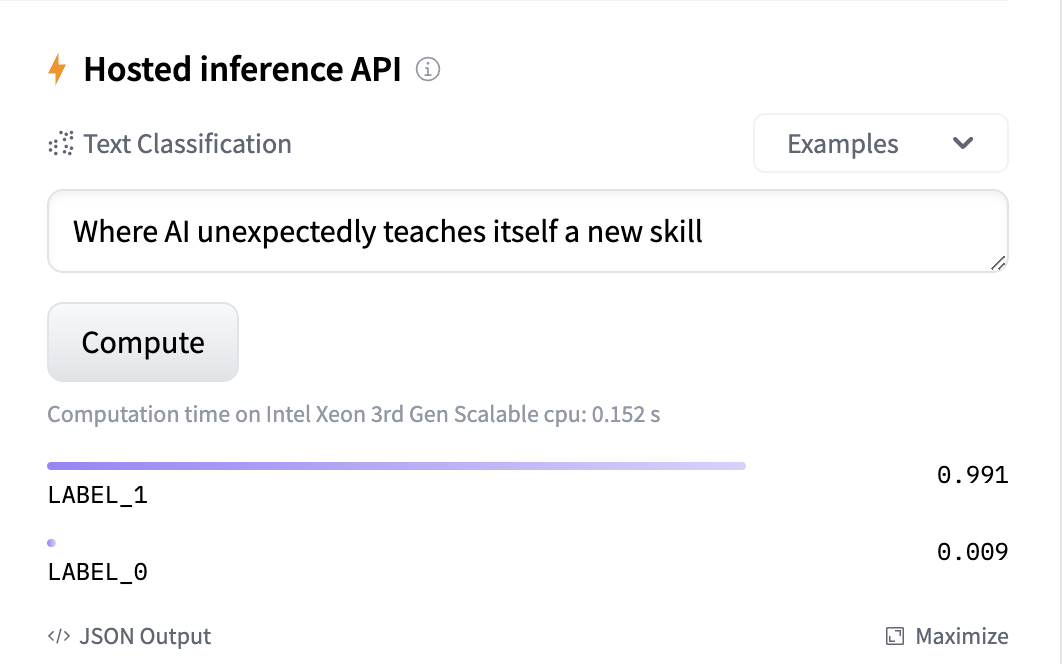 Hosted inference API
Text Classification
Examples
Where AI unexpectedly teaches itself a new skill
Compute
Computation time on Intel Xeon 3rd Gen Scalable cpu: 0.152 s
LABEL_1 0.991
LABEL_0 0.009
</> JSON Output
Maximize